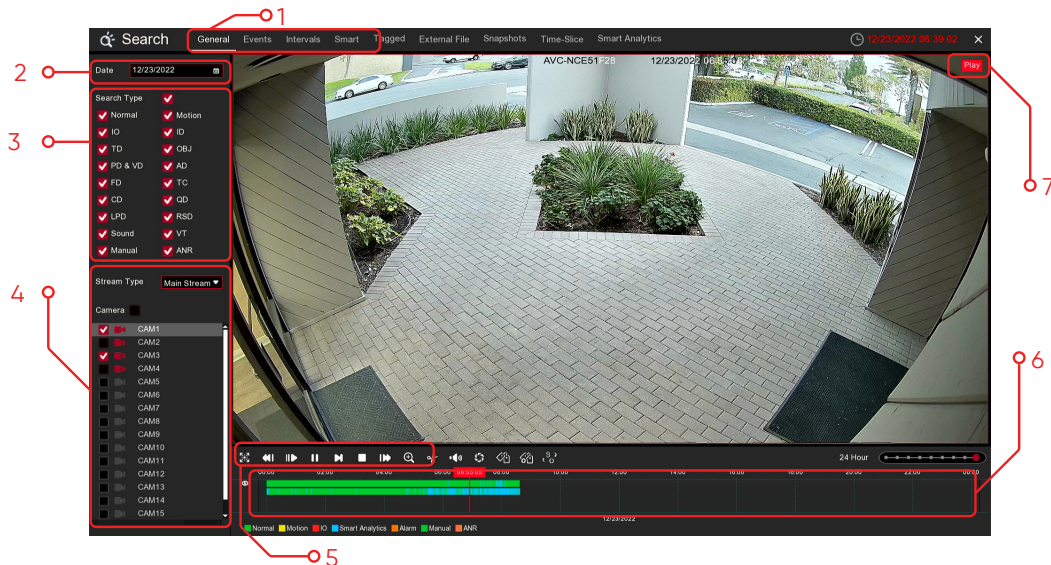 1
Search General Events Intervals Smart Tagged External File Snapshots Time-Slice Smart Analytics 12/23/2022 08:39:02 ×
2
Date 12/23/2022
AVC-NCE51F28 12/23/2022 Play
3
Search Type
Normal Motion
IO ID
TD OBJ
PD & VD AD
FD TC
CD QD
LPD RSD
Sound VT
Manual ANR
7
4
Stream Type Main Stream
Camera
CAM1
CAM2
CAM3
CAM4
CAM5
CAM6
CAM7
CAM8
CAM9
CAM10
CAM11
CAM12
CAM13
CAM14
CAM15
6
24 Hour
00:00 02:00 04:00 06:00 08:00 10:00 12:00 14:00 16:00 18:00 20:00 22:00 00:00
12/23/2022
Normal Motion IO Smart Analytics Alarm Manual ANR
5